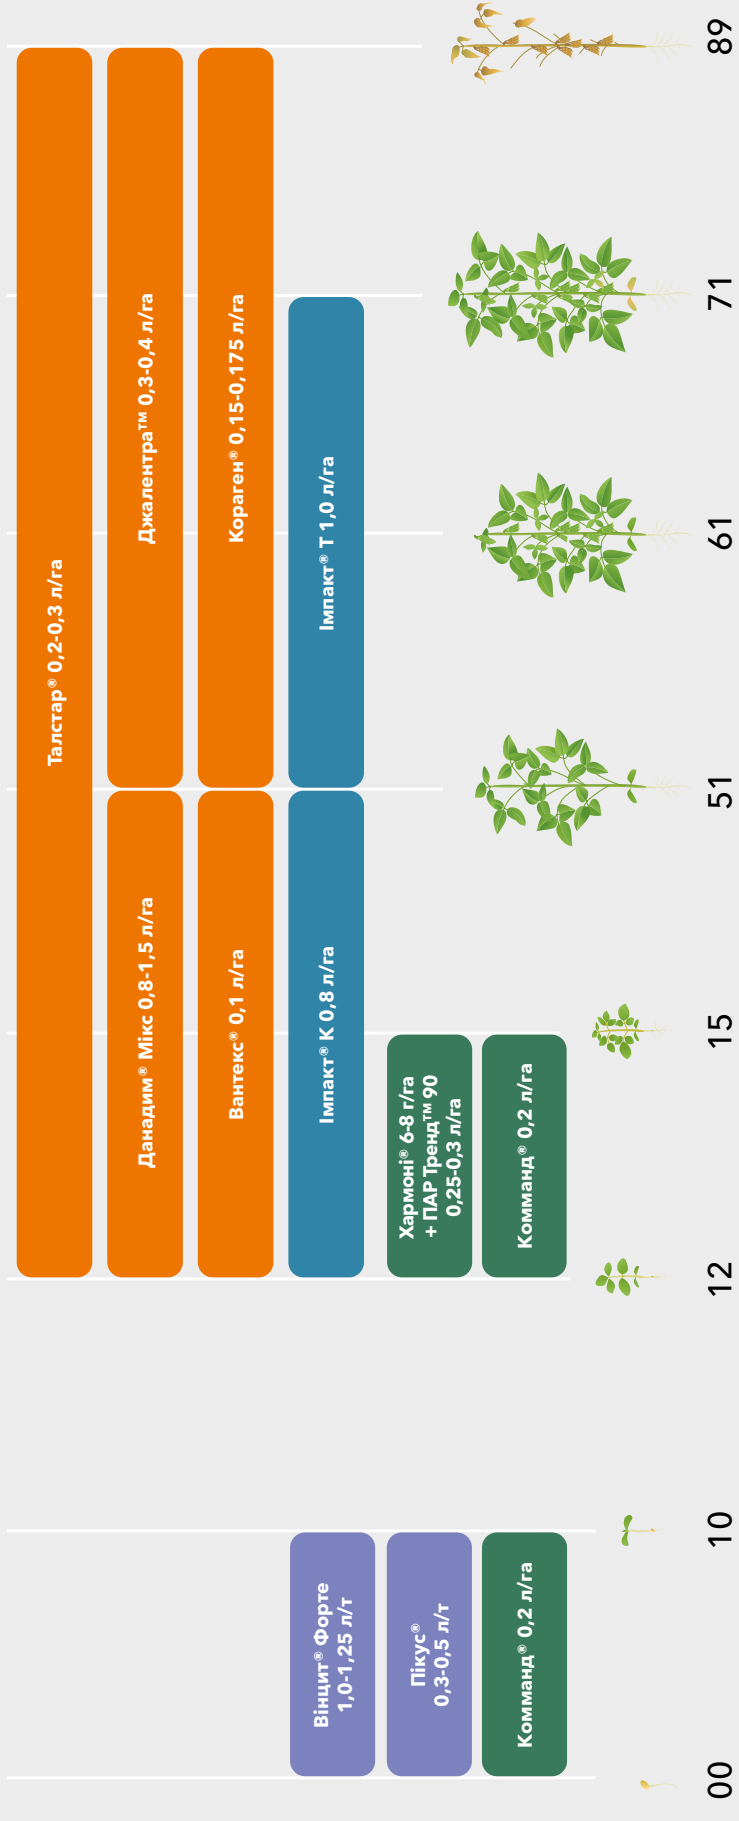 Талстар® 0,2-0,3 л/га
Данадим® Мікс 0,8-1,5 л/га
Джалентра™ 0,3-0,4 л/га
Вантекс® 0,1 л/га
Кораген® 0,15-0,175 л/га
Вінцит® Форте
1,0-1,25 л/т
Імпакт® К 0,8 л/га
Імпакт® Т 1,0 л/га
Пікус®
0,3-0,5 л/т
Хармоні® 6-8 г/га
+ ПАР Тренд™ 90
0,25-0,3 л/га
Комманд® 0,2 л/га
Комманд® 0,2 л/га
00
10
12
15
51
61
71
89